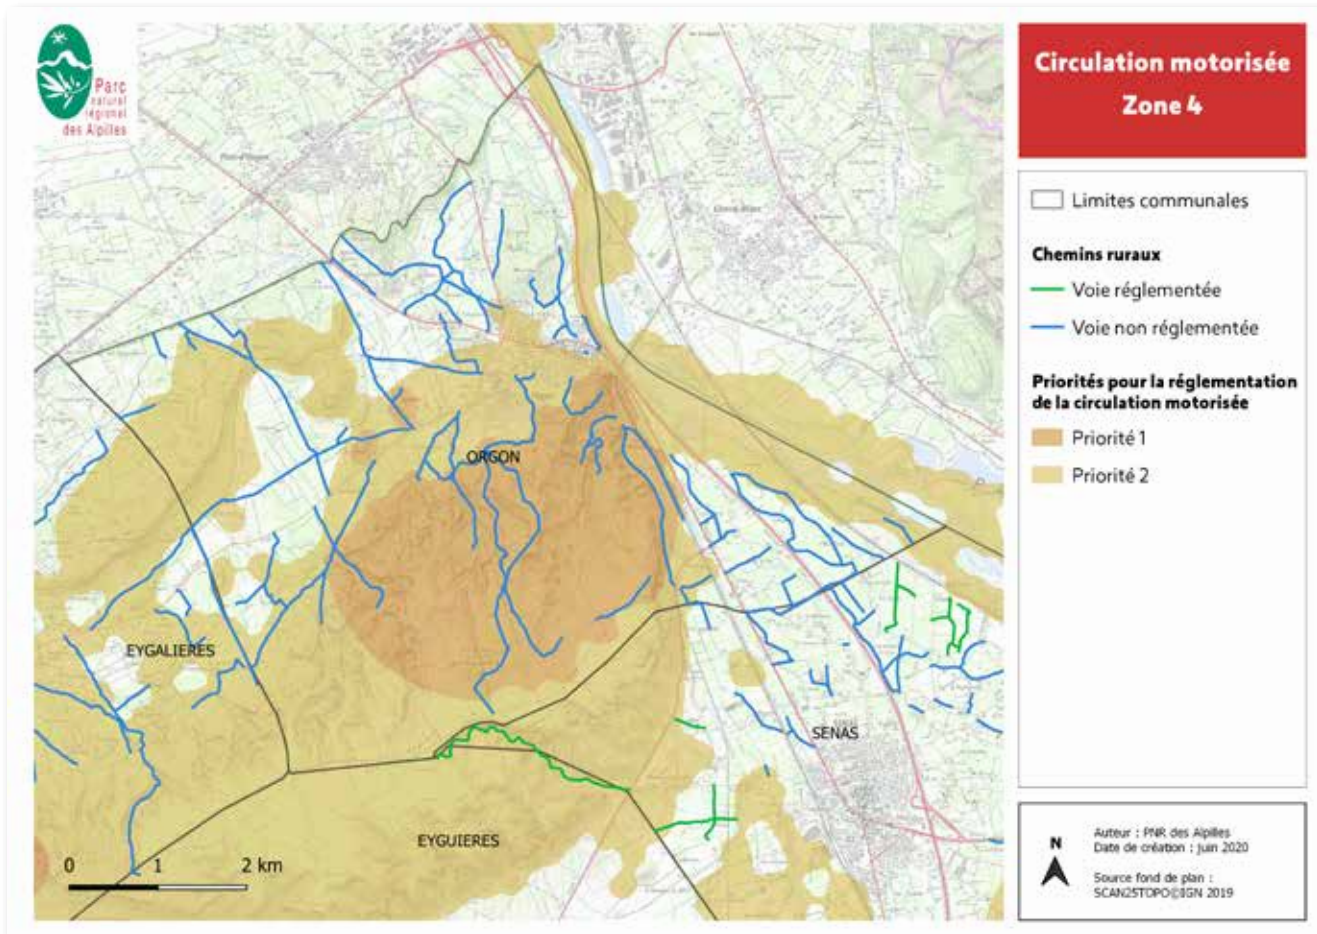 Parc
naturel
régional
des Alpilles
Circulation motorisée
Zone 4
Limites communales
Chemins ruraux
Voie réglementée
Voie non réglementée
Priorités pour la réglementation
de la circulation motorisée
Priorité 1
Priorité 2
ORGON
EYGALIERES
SENAS
EYGUIERES
0 1 2 km
N
Auteur : PNR des Alpilles
Date de création : juin 2020
Source fond de plan :
SCAN25TOPO©IGN 2019